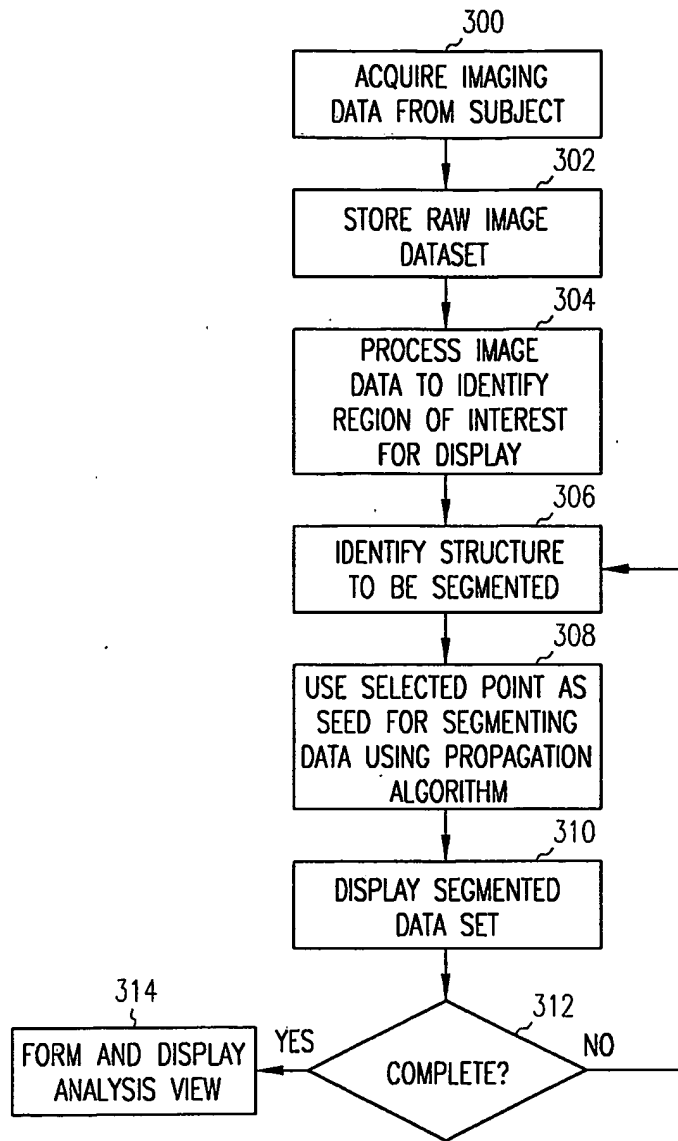 300
ACQUIRE IMAGING
DATA FROM SUBJECT
302
STORE RAW IMAGE
DATASET
304
PROCESS IMAGE
DATA TO IDENTIFY
REGION OF INTEREST
FOR DISPLAY
306
IDENTIFY STRUCTURE
TO BE SEGMENTED
308
USE SELECTED POINT AS
SEED FOR SEGMENTING
DATA USING PROPAGATION
ALGORITHM
310
DISPLAY SEGMENTED
DATA SET
312
COMPLETE?
YES
NO
314
FORM AND DISPLAY
ANALYSIS VIEW